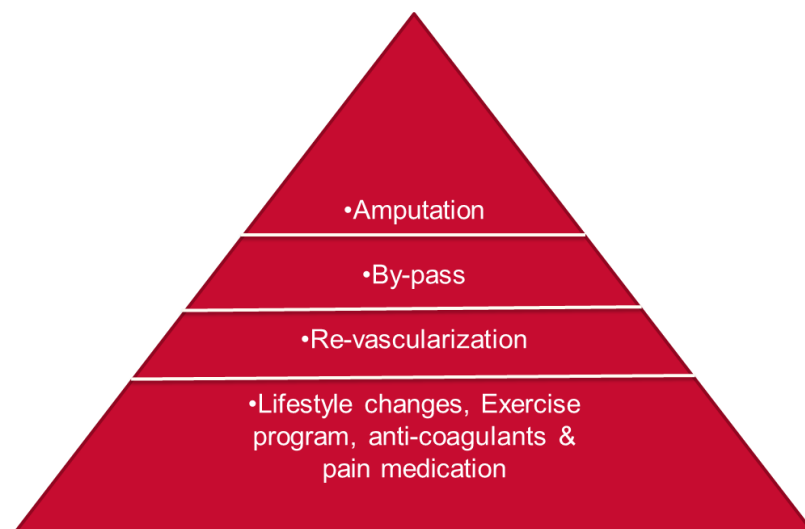 •Amputation
•By-pass
•Re-vascularization
•Lifestyle changes, Exercise
program, anti-coagulants &
pain medication